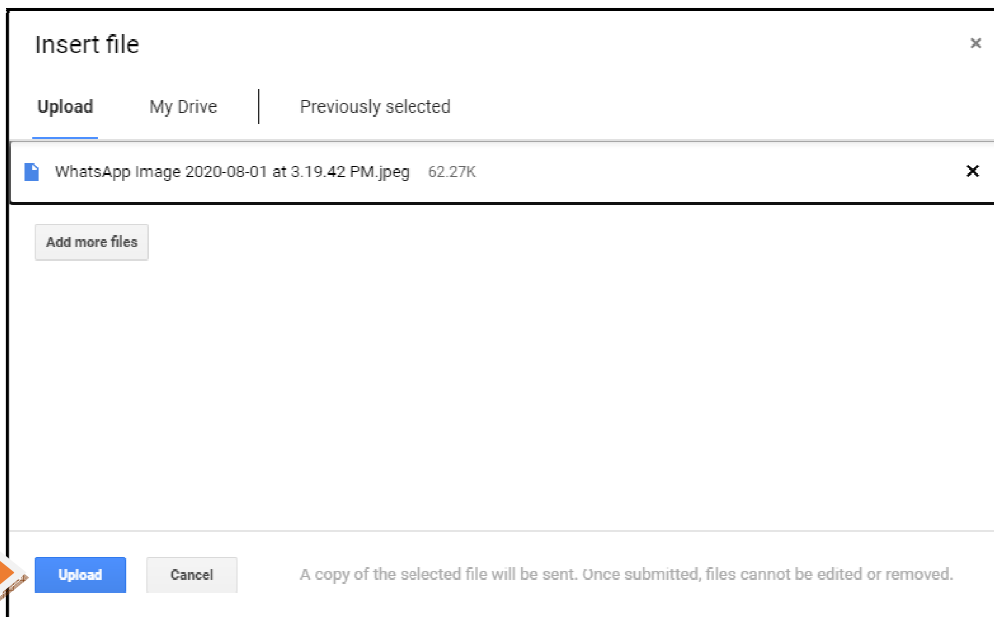 Insert file ×
Upload My Drive Previously selected
WhatsApp Image 2020-08-01 at 3.19.42 PM.jpeg 62.27K ×
Add more files
Upload Cancel A copy of the selected file will be sent. Once submitted, files cannot be edited or removed.